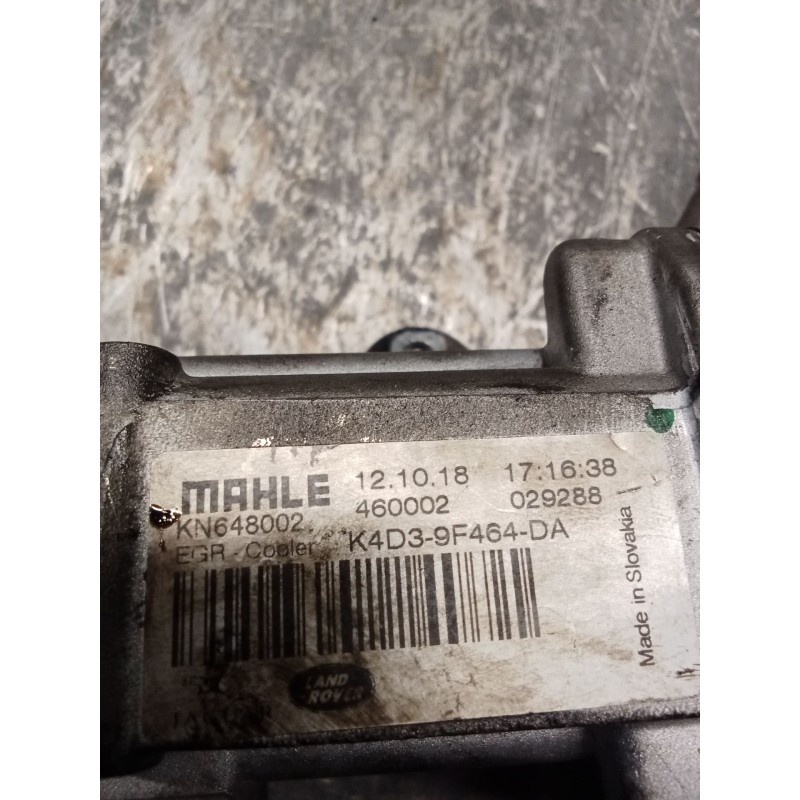 MAHLE 12.10.18 17:16:38
460002 029288
KN648002
EGR - Cooler K4D3-9F464-DA
Made in Slovakia
LAND
ROVER